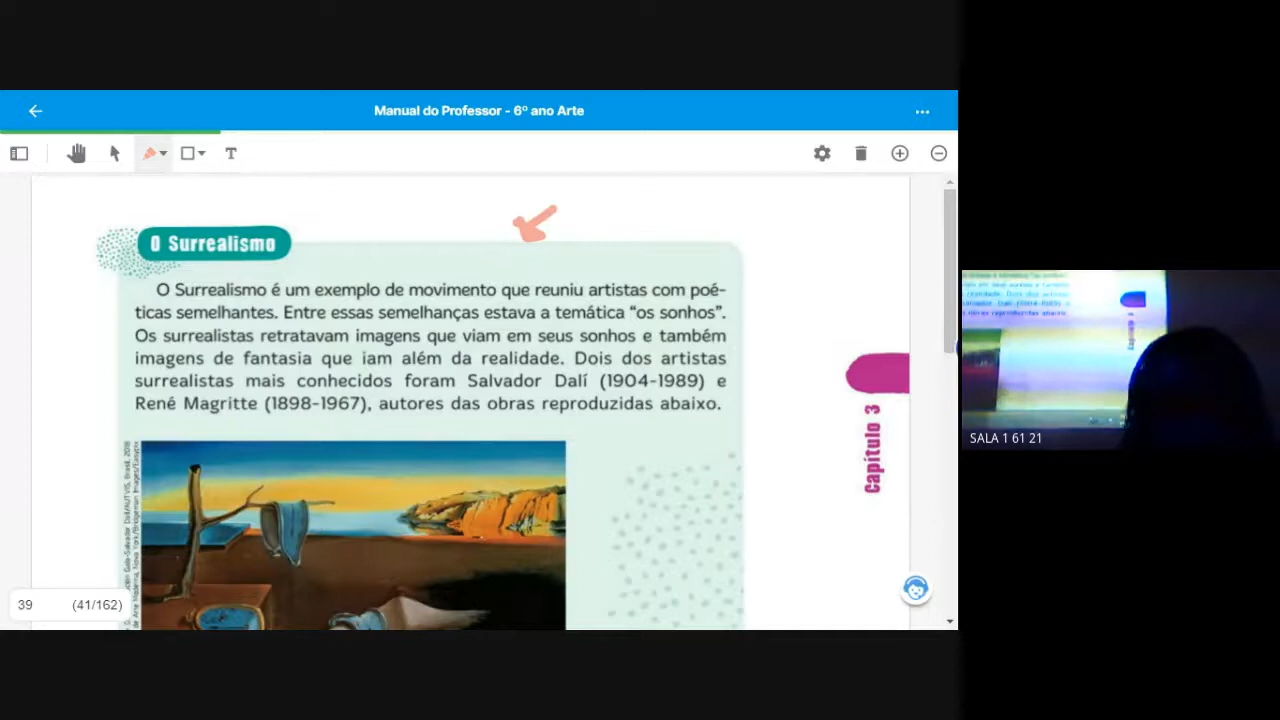 Manual do Professor - 6º ano Arte
T
O Surrealismo
O Surrealismo é um exemplo de movimento que reuniu artistas com poé-
ticas semelhantes. Entre essas semelhanças estava a temática “os sonhos”.
Os surrealistas retratavam imagens que viam em seus sonhos e também
imagens de fantasia que iam além da realidade. Dois dos artistas
surrealistas mais conhecidos foram Salvador Dalí (1904-1989) e
René Magritte (1898-1967), autores das obras reproduzidas abaixo.
Capítulo 3
39 (41/162)
SALA 1 61 21